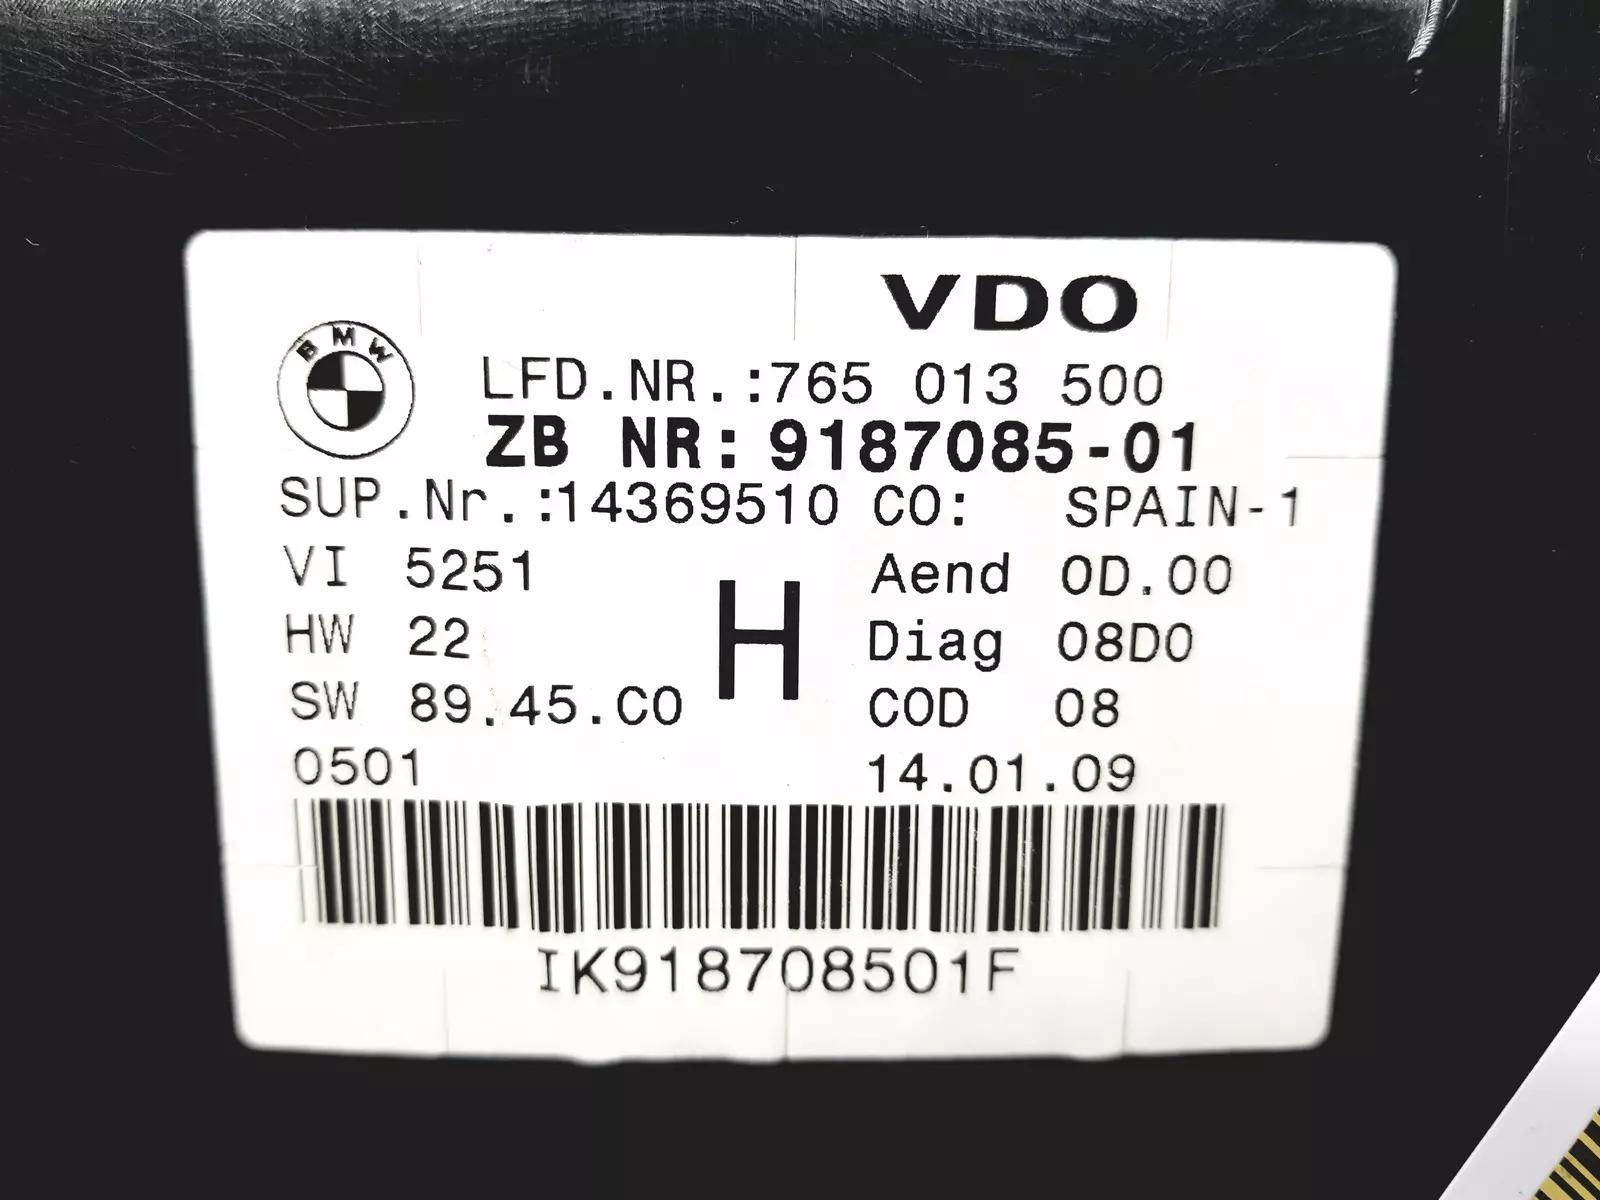 VDO
BMW
LFD.NR.:765 013 500
ZB NR:9187085-01
SUP.Nr.:14369510 CO: SPAIN-1
VI 5251 Aend 0D.00
HW 22 H Diag 08D0
SW 89.45.C0 COD 08
0501 14.01.09
IK918708501F